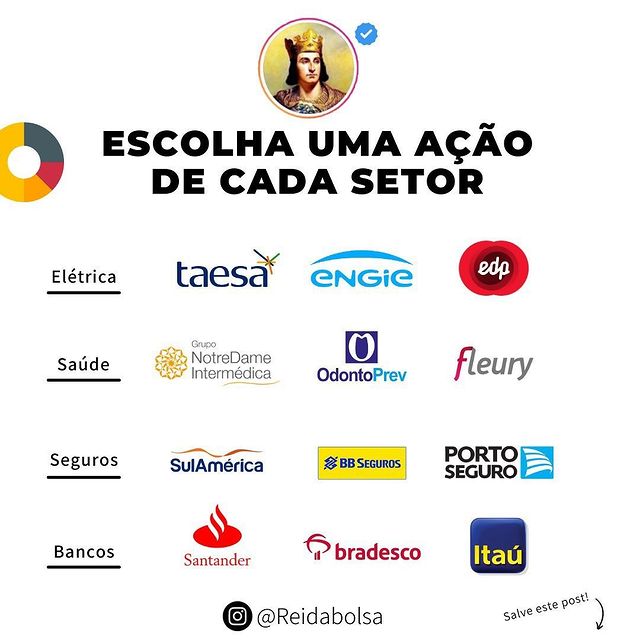 ESCOLHA UMA AÇÃO
DE CADA SETOR
Elétrica
taesa
engie
edp
Saúde
Grupo
NotreDame
Intermédica
OdontoPrev
fleury
Seguros
SulAmérica
BB SEGUROS
PORTO
SEGURO
Bancos
Santander
bradesco
Itaú
@Reidabolsa
Salve este post!